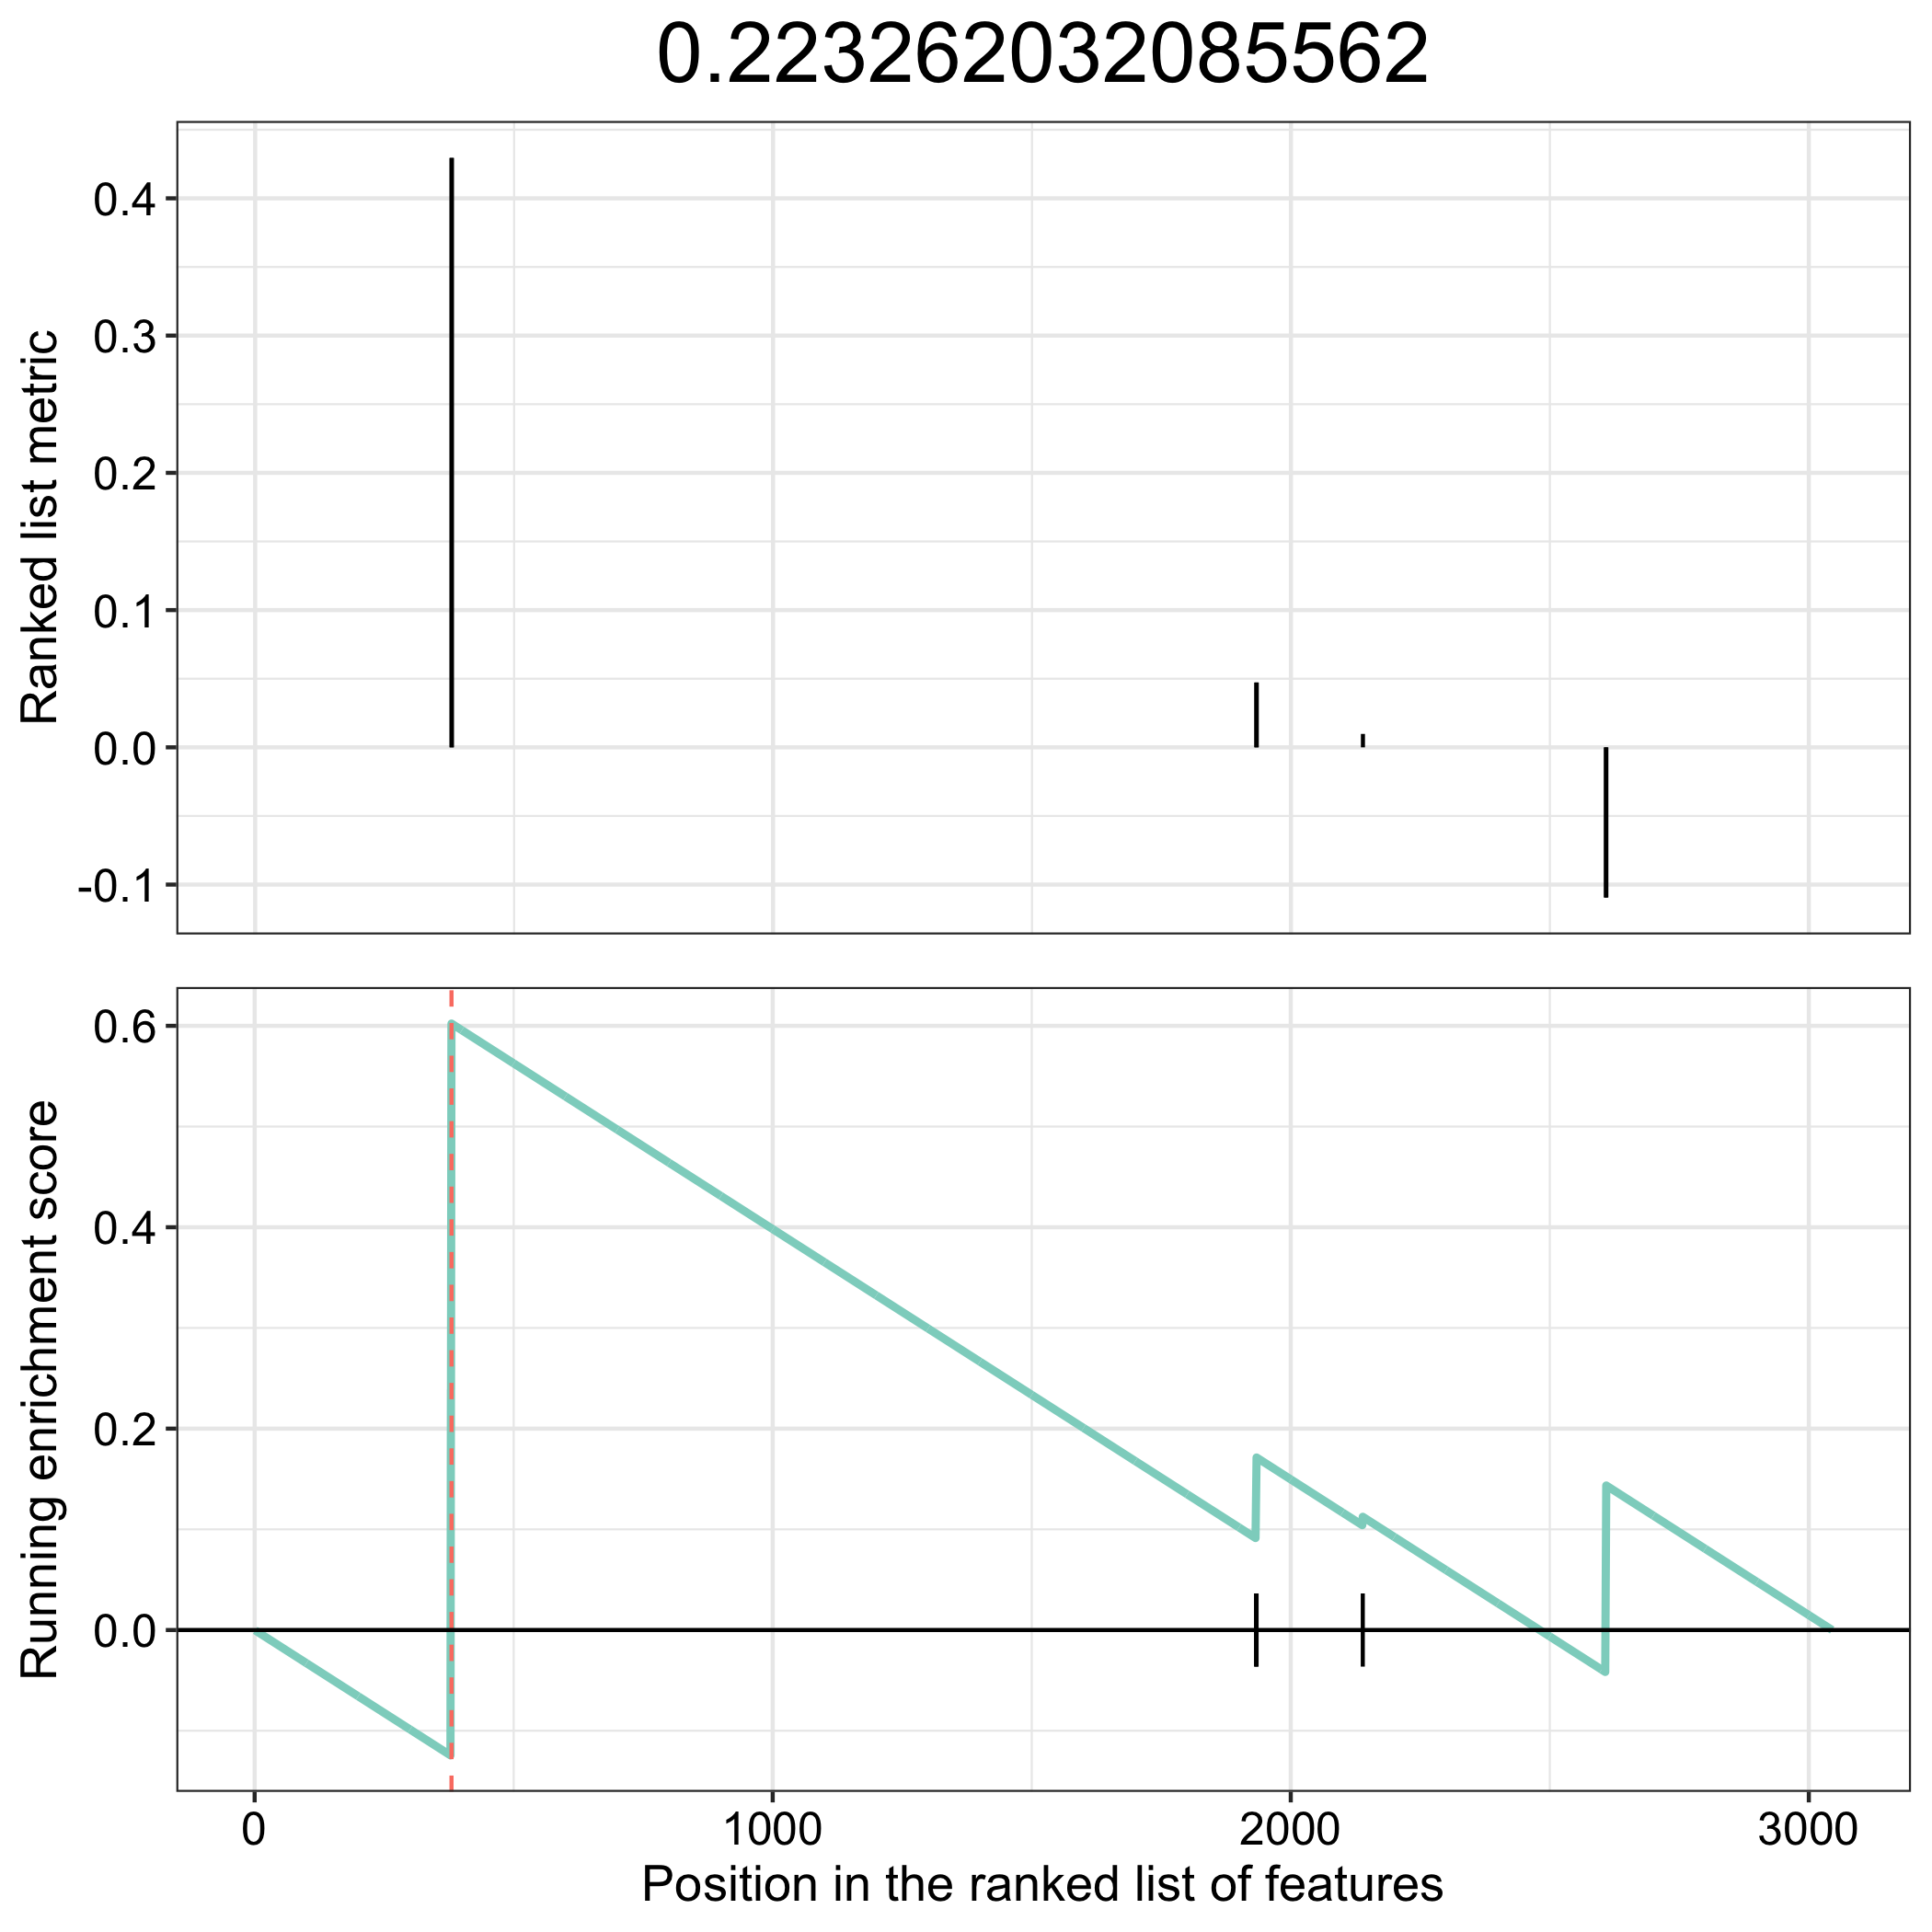 0.223262032085562
0.4
0.3
0.2
0.1
0.0
-0.1
Ranked list metric
0.6
0.4
0.2
0.0
Running enrichment score
0 1000 2000 3000
Position in the ranked list of features